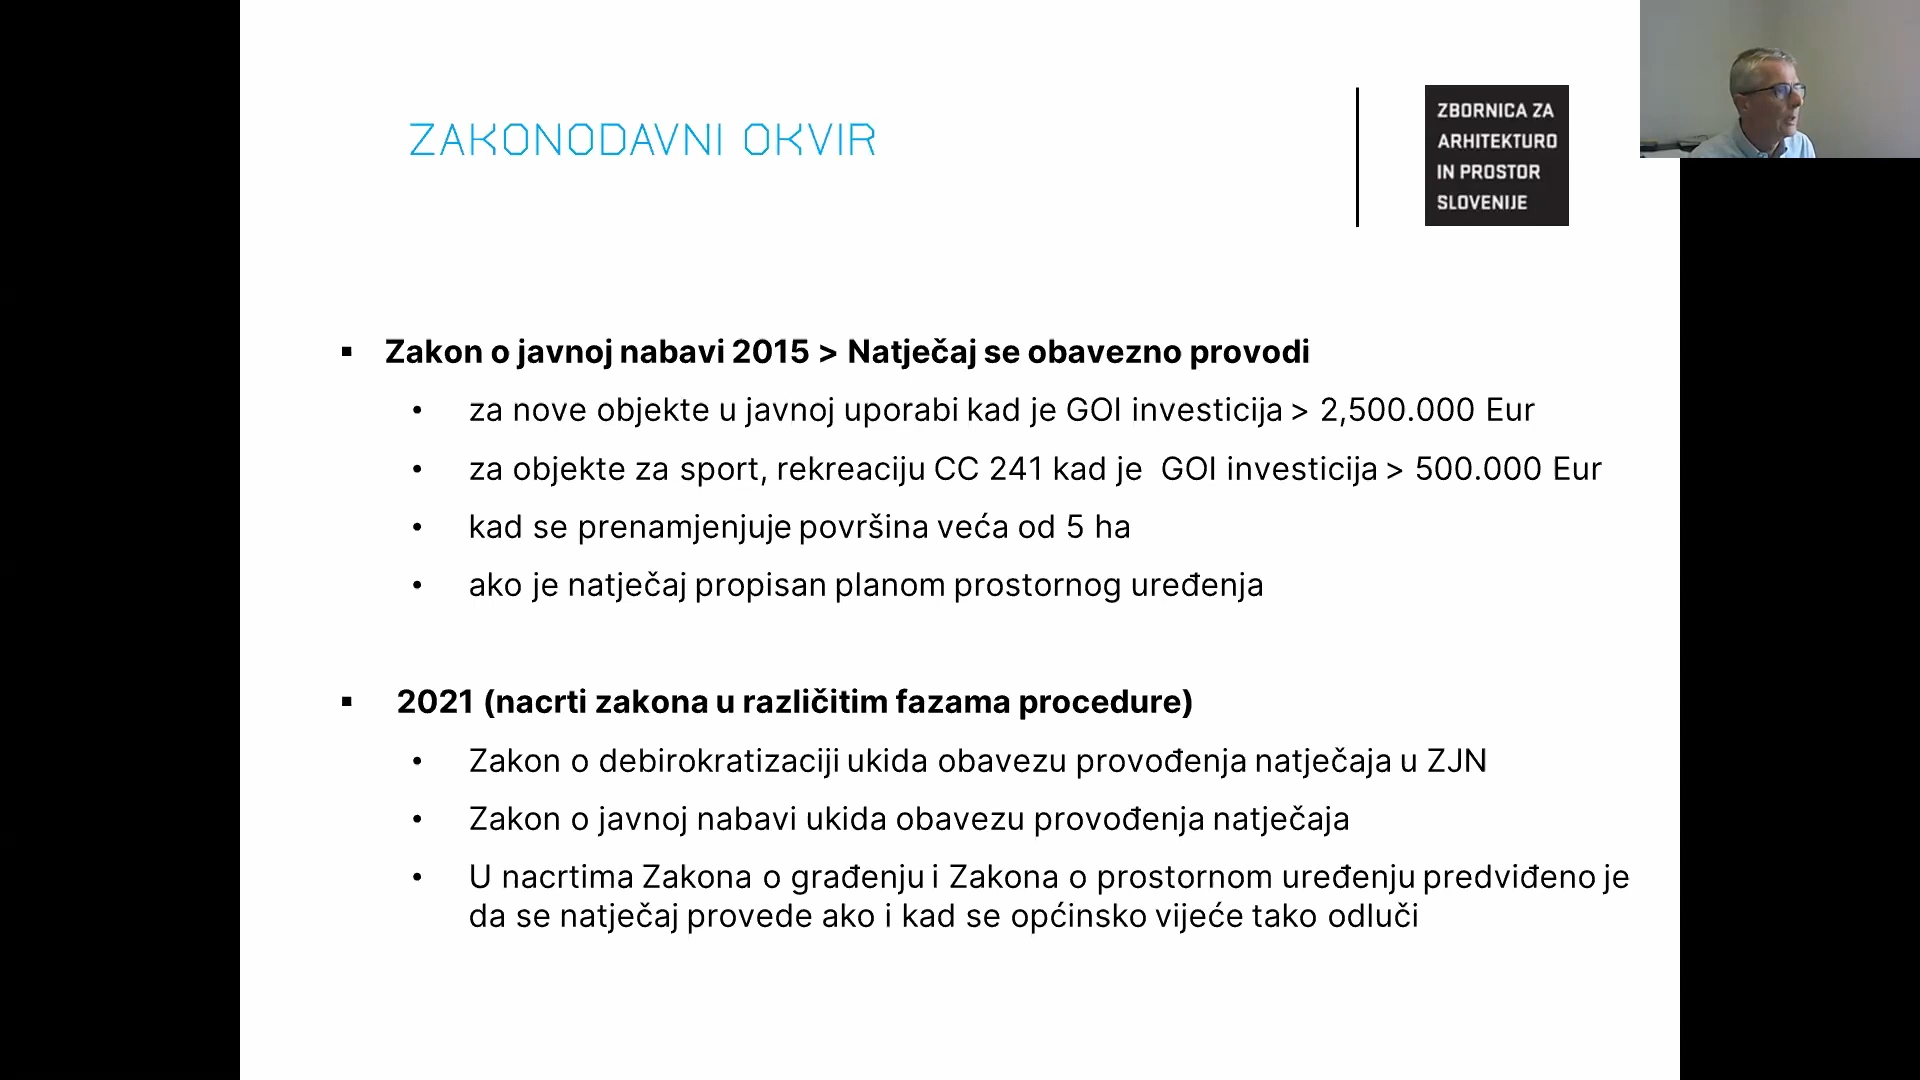 ZAKONODAVNI OKVIR
ZBORNICA ZA
ARHITEKTURO
IN PROSTOR
SLOVENIJE
▪ Zakon o javnoj nabavi 2015 > Natječaj se obavezno provodi
• za nove objekte u javnoj uporabi kad je GOI investicija > 2,500.000 Eur
• za objekte za sport, rekreaciju CC 241 kad je GOI investicija > 500.000 Eur
• kad se prenamjenjuje površina veća od 5 ha
• ako je natječaj propisan planom prostornog uređenja
▪ 2021 (nacrti zakona u različitim fazama procedure)
• Zakon o debirokratizaciji ukida obavezu provođenja natječaja u ZJN
• Zakon o javnoj nabavi ukida obavezu provođenja natječaja
• U nacrtima Zakona o građenju i Zakona o prostornom uređenju predviđeno je
da se natječaj provede ako i kad se općinsko vijeće tako odluči